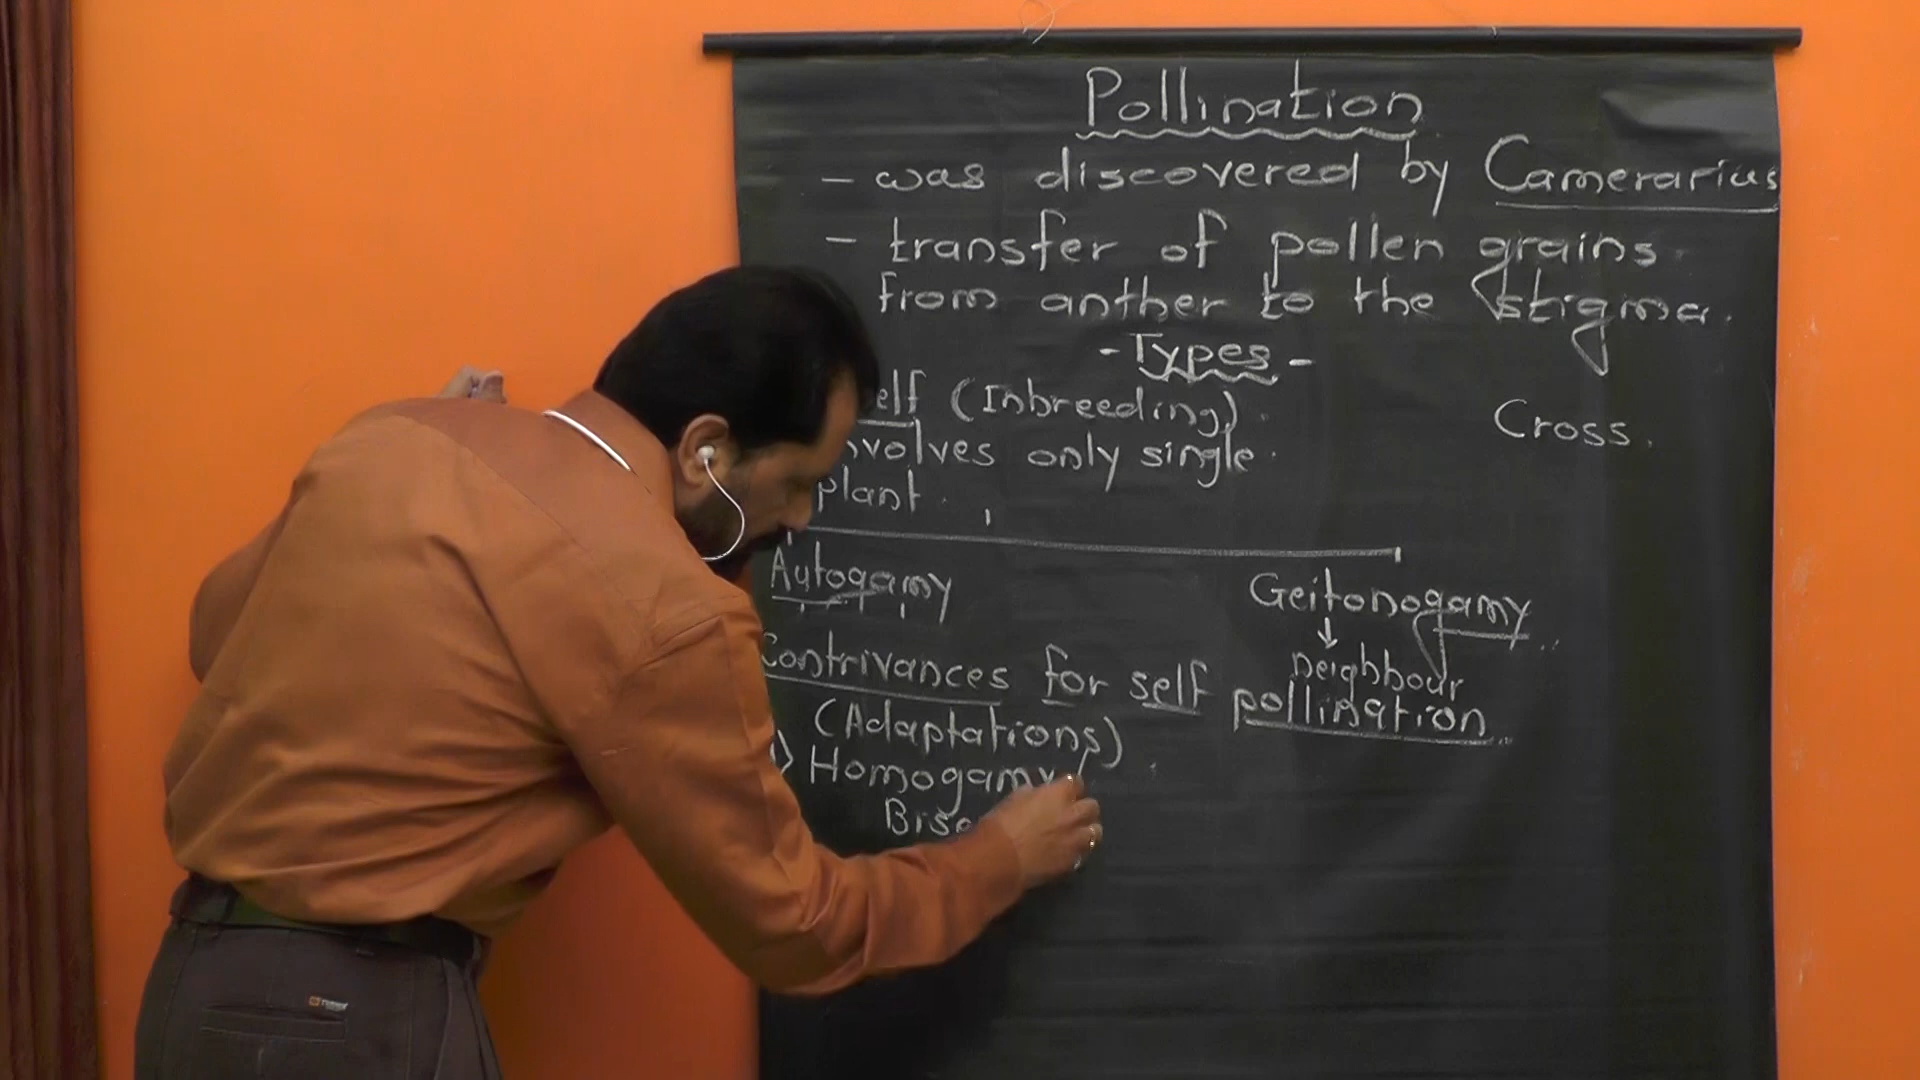 Pollination
- was discovered by Camerarius
- transfer of pollen grains
from anther to the stigma.
- Types -
elf (Inbreeding).
nvolves only single
plant.
Cross.
Autogamy
Geitonogamy
neighbour
Contrivances for self pollination
(Adaptations)
1) Homogamy